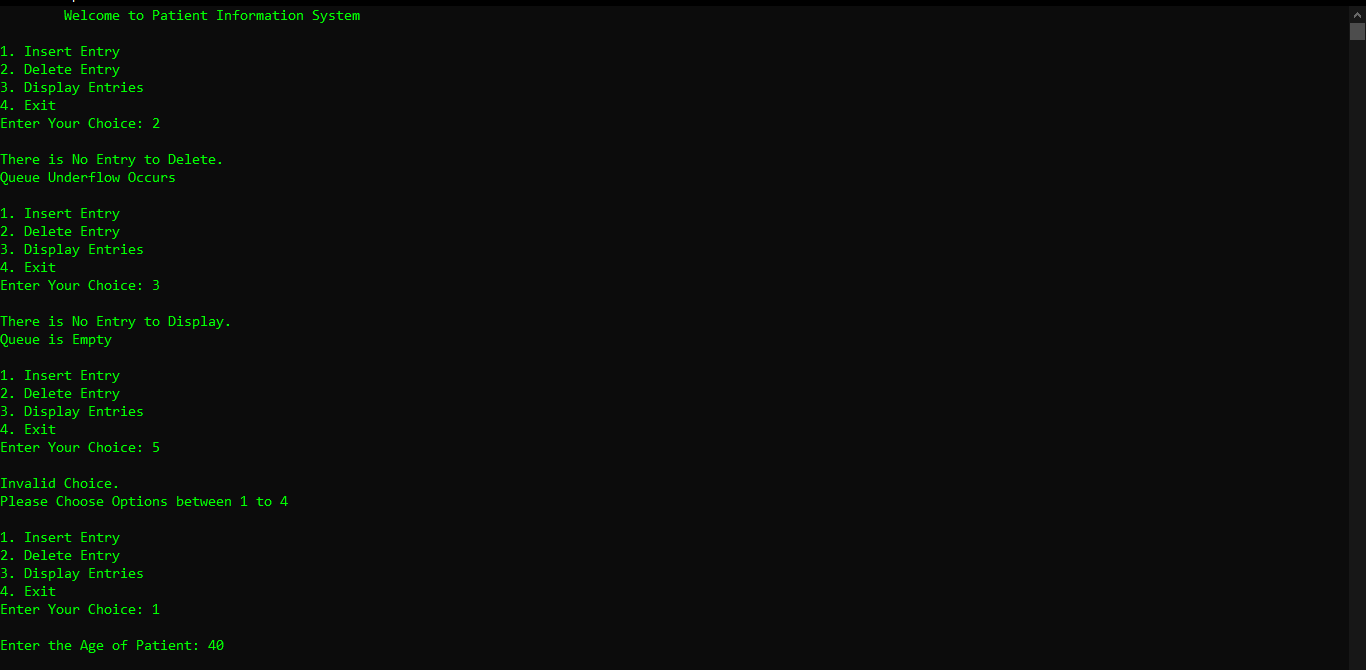 Welcome to Patient Information System
1. Insert Entry
2. Delete Entry
3. Display Entries
4. Exit
Enter Your Choice: 2
There is No Entry to Delete.
Queue Underflow Occurs
1. Insert Entry
2. Delete Entry
3. Display Entries
4. Exit
Enter Your Choice: 3
There is No Entry to Display.
Queue is Empty
1. Insert Entry
2. Delete Entry
3. Display Entries
4. Exit
Enter Your Choice: 5
Invalid Choice.
Please Choose Options between 1 to 4
1. Insert Entry
2. Delete Entry
3. Display Entries
4. Exit
Enter Your Choice: 1
Enter the Age of Patient: 40